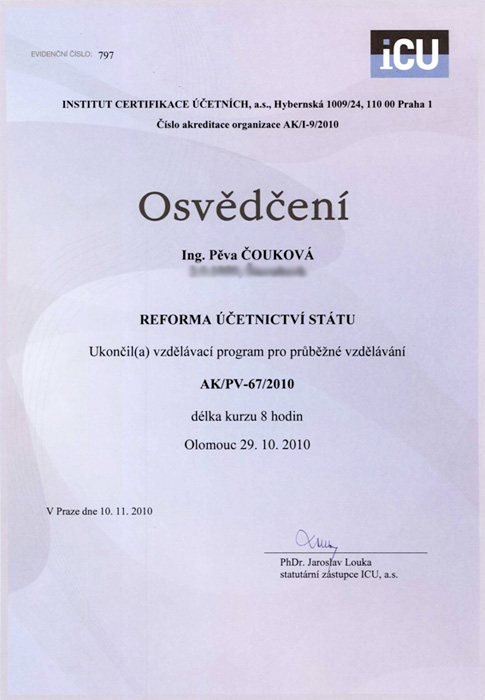 EVIDENČNÍ ČÍSLO: 797
iCU
INSTITUT CERTIFIKACE ÚČETNÍCH, a.s., Hybernská 1009/24, 110 00 Praha 1
Číslo akreditace organizace AK/I-9/2010
Osvědčení
Ing. Pěva ČOUKOVÁ
REFORMA ÚČETNICTVÍ STÁTU
Ukončil(a) vzdělávací program pro průběžné vzdělávání
AK/PV-67/2010
délka kurzu 8 hodin
Olomouc 29. 10. 2010
V Praze dne 10. 11. 2010
PhDr. Jaroslav Louka
statutární zástupce ICU, a.s.